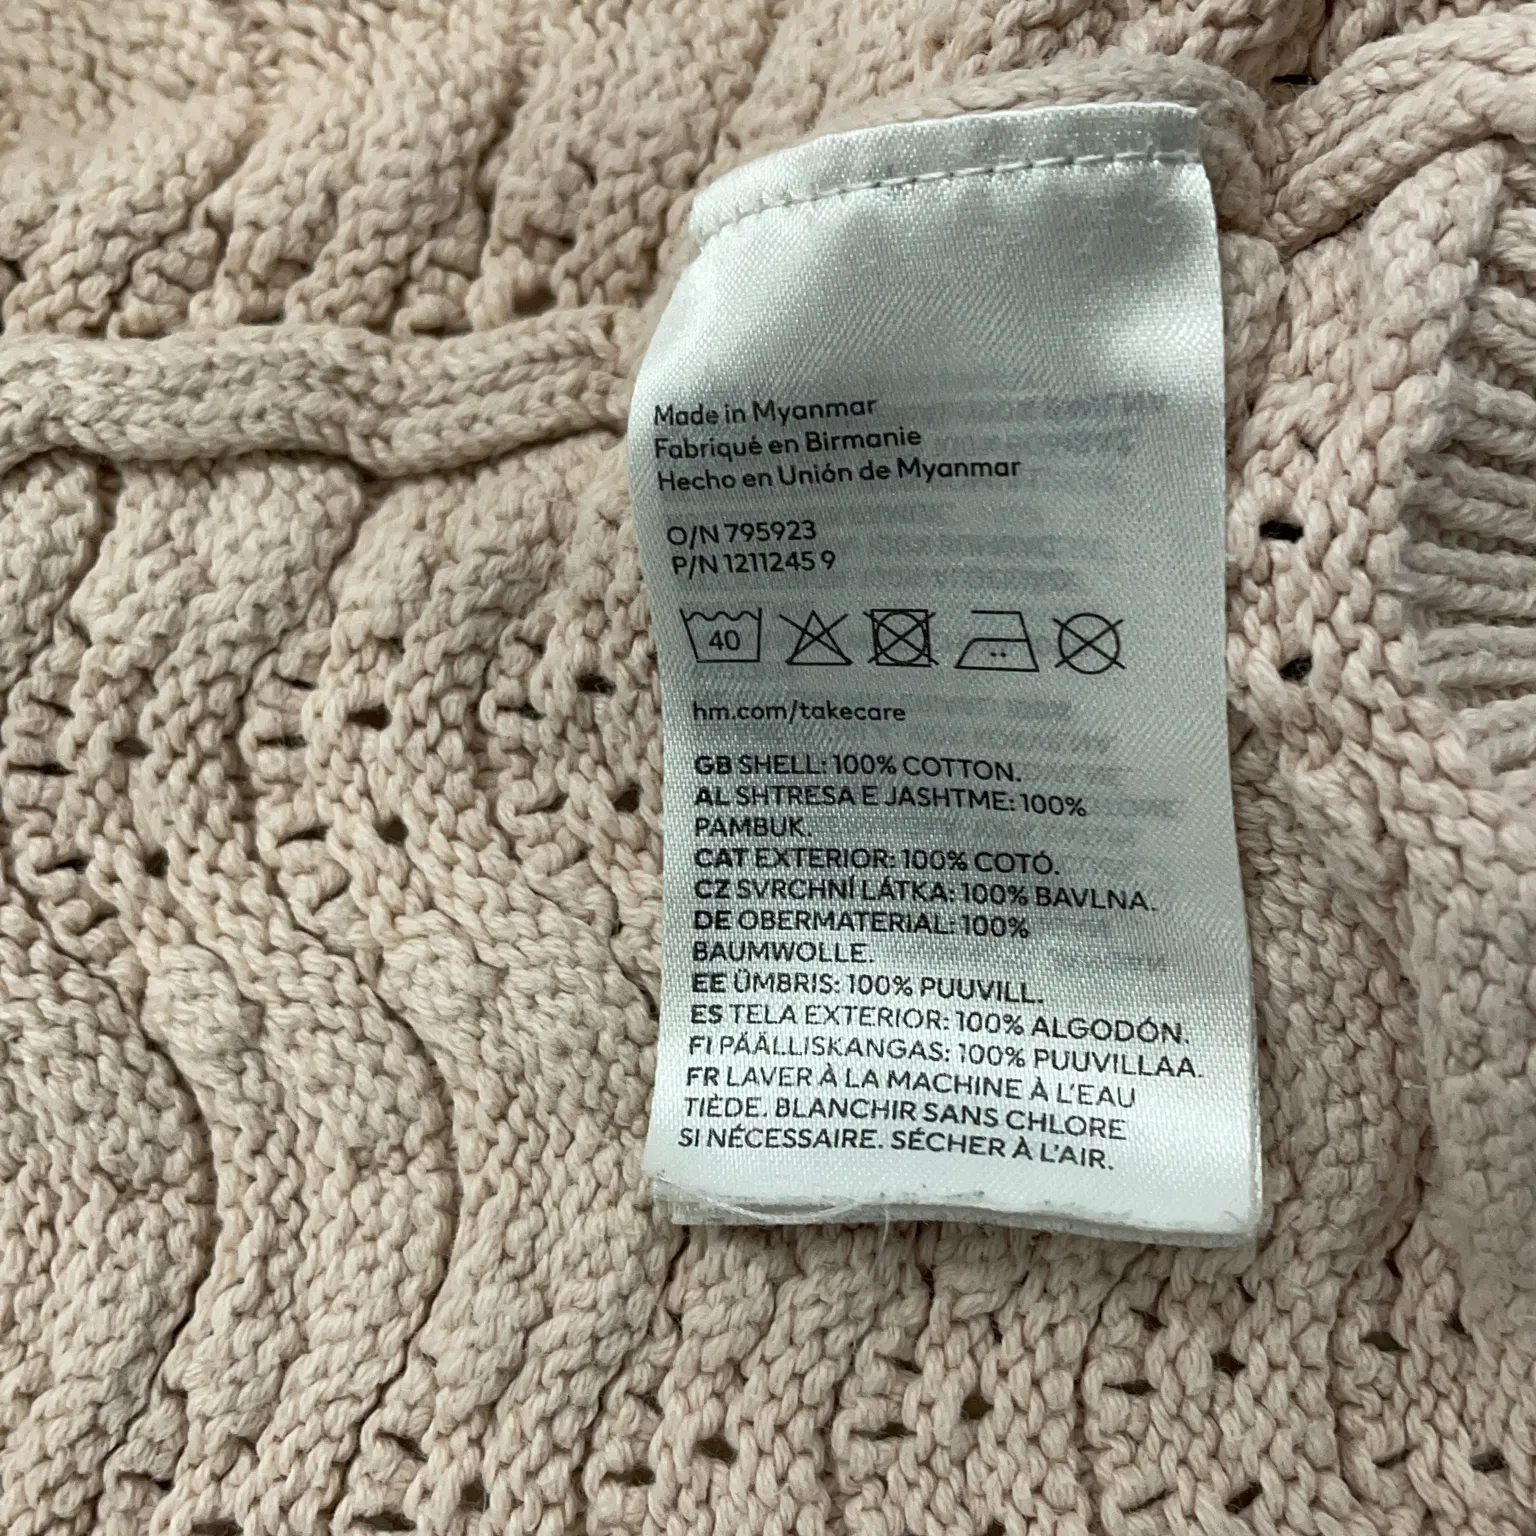 Made in Myanmar
Fabriqué en Birmanie
Hecho en Unión de Myanmar
O/N 795923
P/N 1211245 9
40
hm.com/takecare
GB SHELL: 100% COTTON.
AL SHTRESA E JASHTME: 100%
PAMBUK.
CAT EXTERIOR: 100% COTÓ.
CZ SVRCHNÍ LÁTKA: 100% BAVLNA.
DE OBERMATERIAL: 100%
BAUMWOLLE.
EE ÜMBRIS: 100% PUUVILL.
ES TELA EXTERIOR: 100% ALGODÓN.
FI PÄÄLLISKANGAS: 100% PUUVILLAA.
FR LAVER À LA MACHINE À L'EAU
TIÈDE. BLANCHIR SANS CHLORE
SI NÉCESSAIRE. SÉCHER À L'AIR.